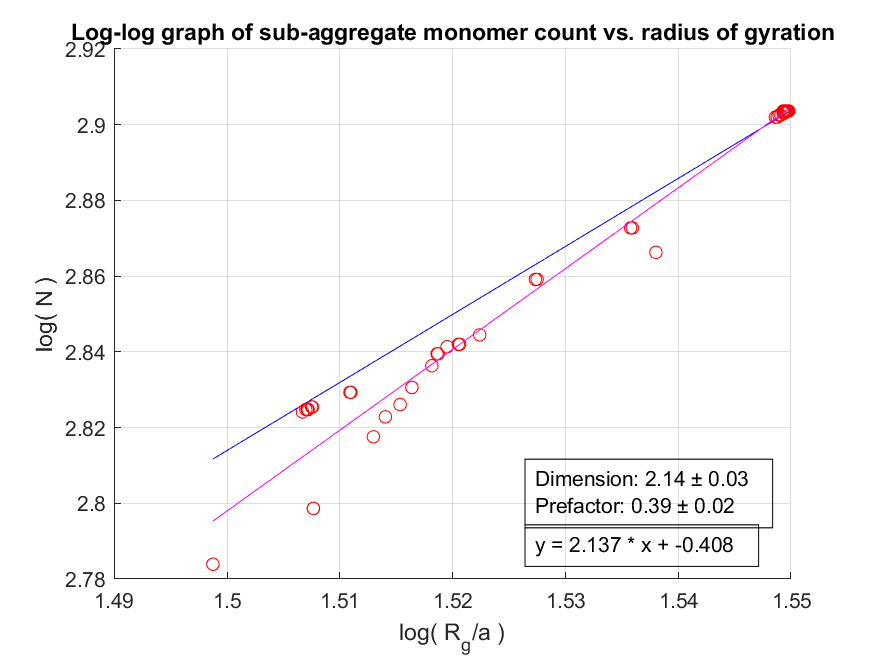 Log-log graph of sub-aggregate monomer count vs. radius of gyration
2.92
2.9
2.88
2.86
2.84
2.82
2.8
2.78
log( N )
Dimension: 2.14 ± 0.03
Prefactor: 0.39 ± 0.02
y = 2.137 * x + -0.408
1.49 1.5 1.51 1.52 1.53 1.54 1.55
log( Rg/a )